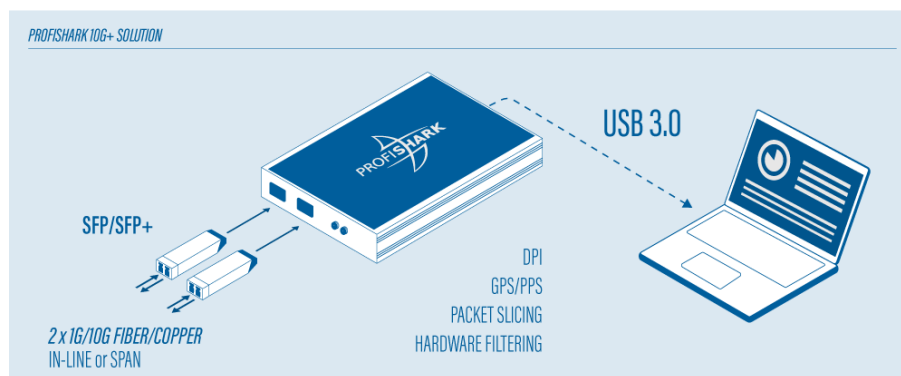 PROFISHARK 10G+ SOLUTION
USB 3.0
PROFISHARK
SFP/SFP+
DPI
GPS/PPS
PACKET SLICING
HARDWARE FILTERING
2 x 1G/10G FIBER/COPPER
IN-LINE or SPAN